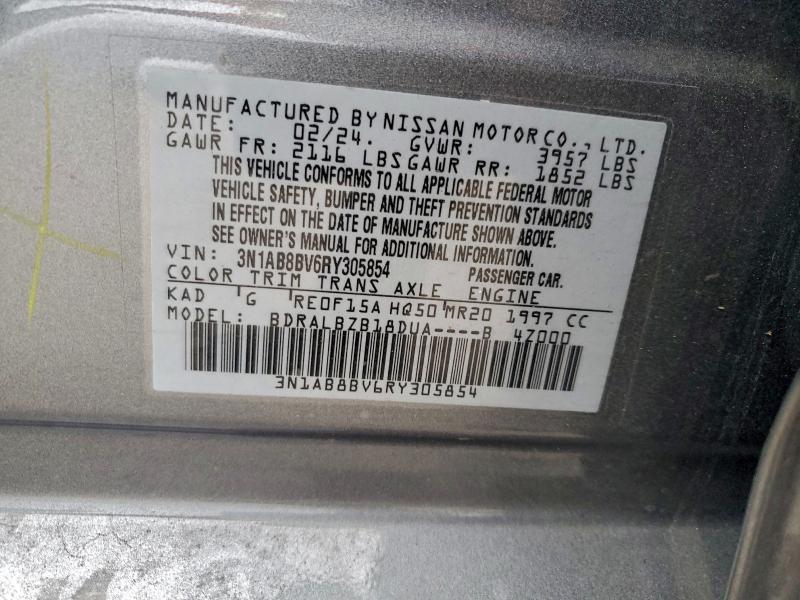 MANUFACTURED BY NISSAN MOTOR CO., LTD.
DATE: 02/24. GVWR: 3957 LBS
GAWR FR: 2116 LBS GAWR RR: 1852 LBS
THIS VEHICLE CONFORMS TO ALL APPLICABLE FEDERAL MOTOR
VEHICLE SAFETY, BUMPER AND THEFT PREVENTION STANDARDS
IN EFFECT ON THE DATE OF MANUFACTURE SHOWN ABOVE.
SEE OWNER'S MANUAL FOR ADDITIONAL INFORMATION.
VIN: 3N1AB8BV6RY305854 PASSENGER CAR.
COLOR TRIM TRANS AXLE ENGINE
KAD G RE0F15A HQ50 MR20 1997 CC
MODEL: BDRALBZB18DUA----B 4Z000
3N1AB8BV6RY305854